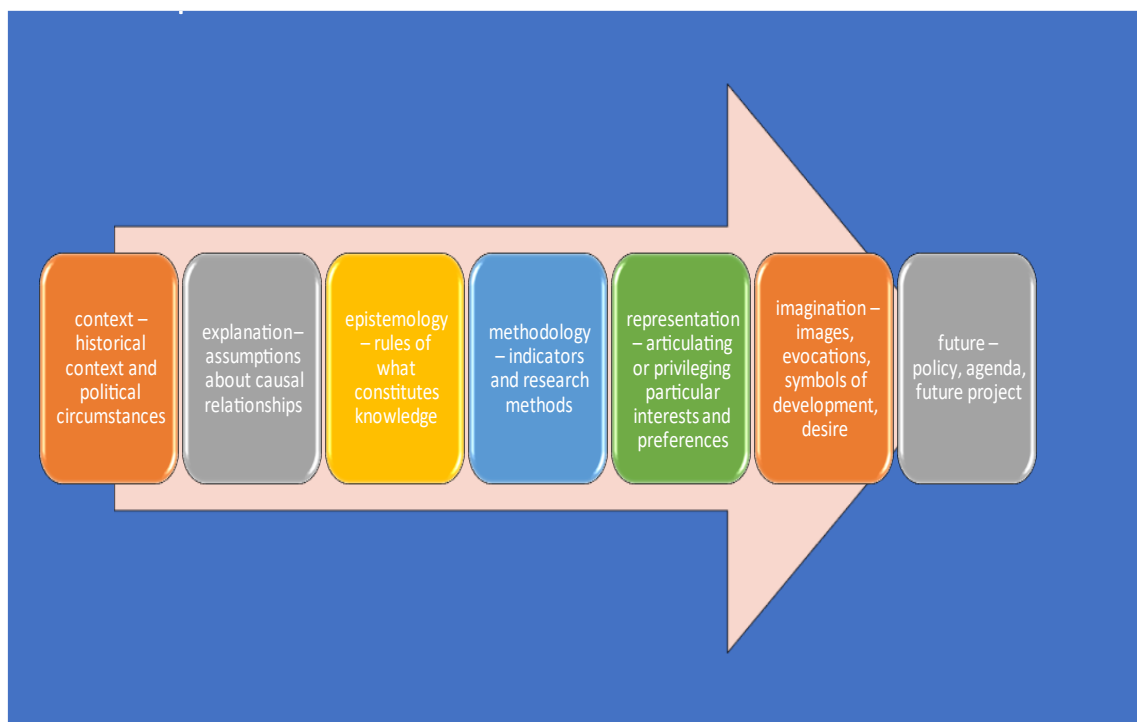 context –
historical
context and
political
circumstances
explanation–
assumptions
about causal
relationships
epistemology
– rules of
what
constitutes
knowledge
methodology
– indicators
and research
methods
representation
– articulating
or privileging
particular
interests and
preferences
imagination –
images,
evocations,
symbols of
development,
desire
future –
policy, agenda,
future project